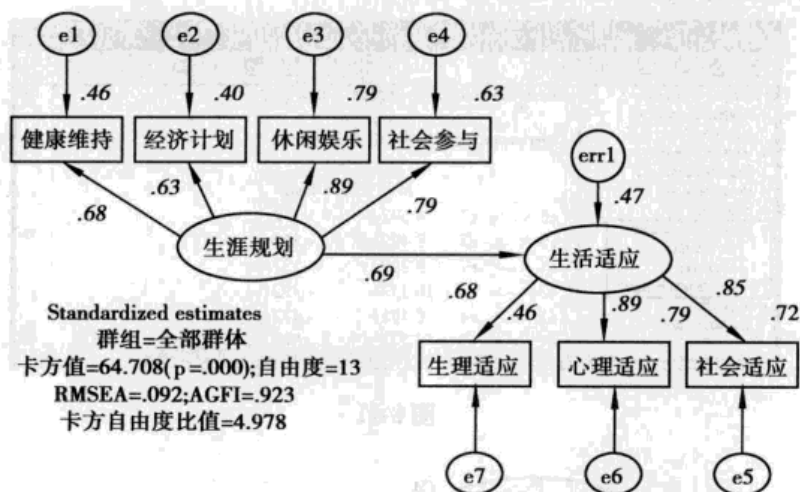 e1 e2 e3 e4
.46 .40 .79 .63
健康维持 经济计划 休闲娱乐 社会参与
err1
.68 .63 .89 .79
.47
生涯规划
生活适应
.69
.68 .46 .89 .79 .85 .72
Standardized estimates
群组=全部群体
卡方值=64.708(p=.000);自由度=13
RMSEA=.092;AGFI=.923
卡方自由度比值=4.978
生理适应 心理适应 社会适应
e7 e6 e5